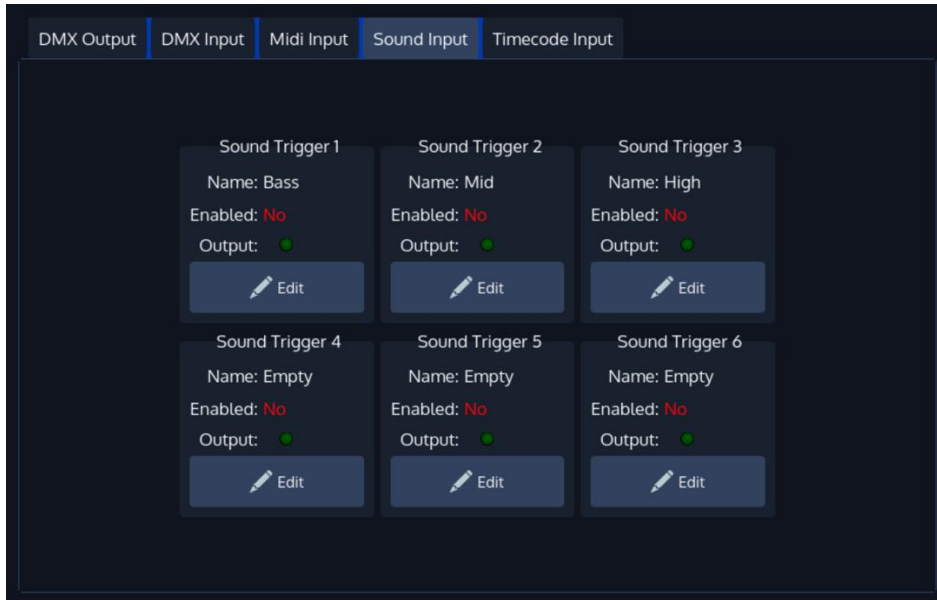 DMX Output DMX Input Midi Input Sound Input Timecode Input
Sound Trigger 1
Name: Bass
Enabled: No
Output:
Edit
Sound Trigger 2
Name: Mid
Enabled: No
Output:
Edit
Sound Trigger 3
Name: High
Enabled: No
Output:
Edit
Sound Trigger 4
Name: Empty
Enabled: No
Output:
Edit
Sound Trigger 5
Name: Empty
Enabled: No
Output:
Edit
Sound Trigger 6
Name: Empty
Enabled: No
Output:
Edit